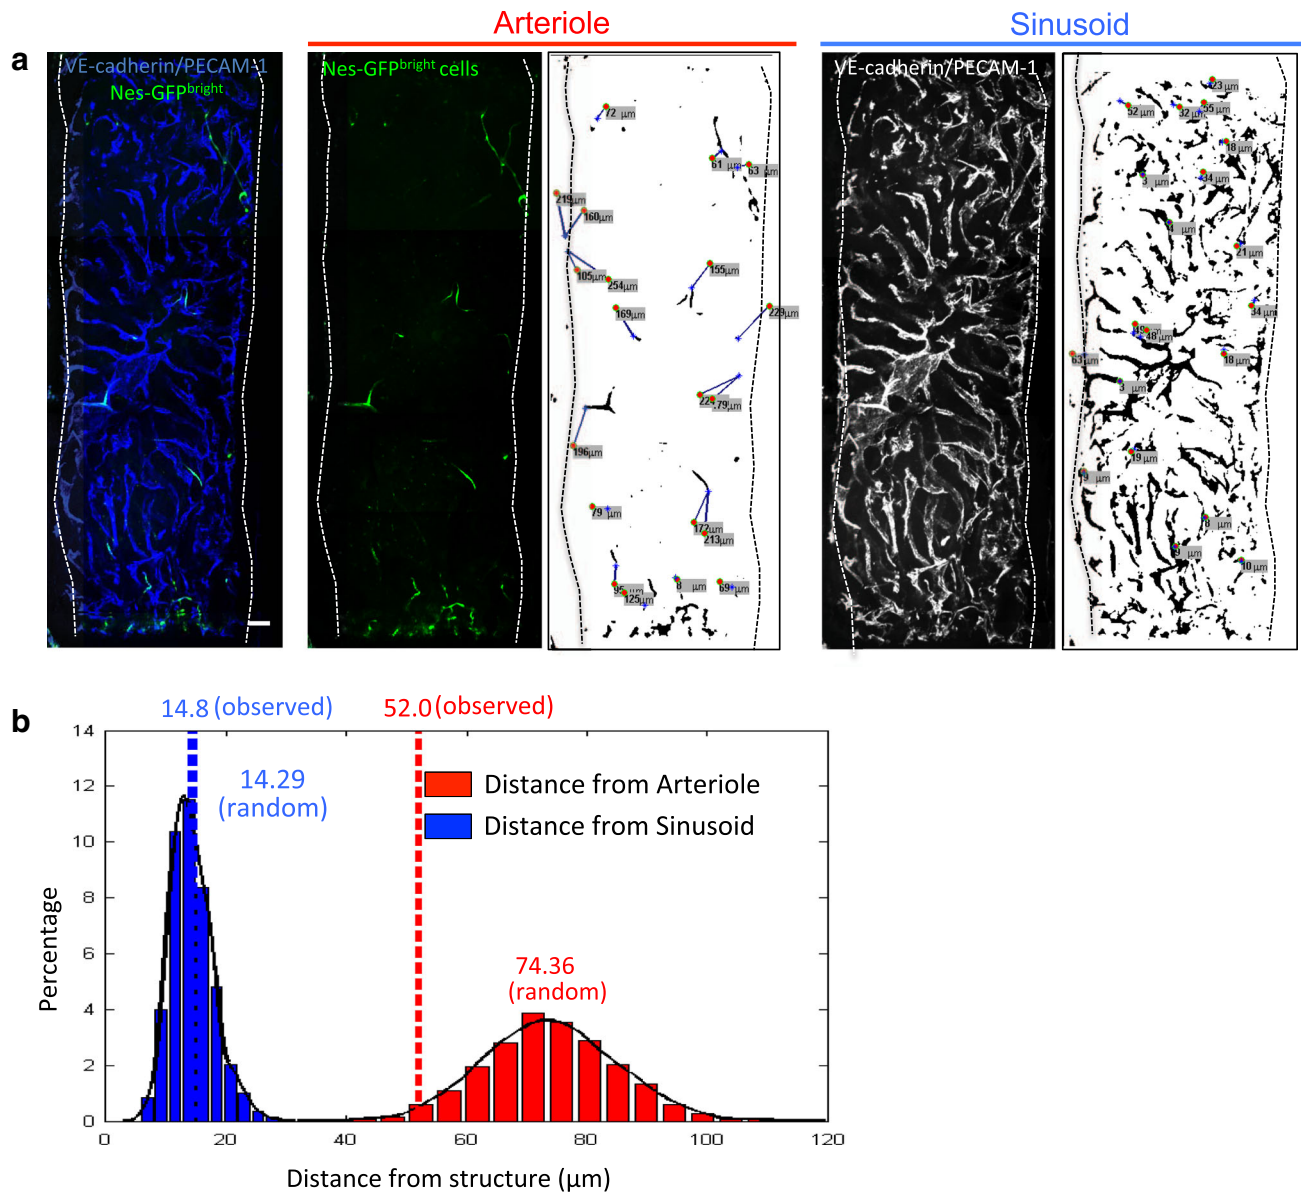 Arteriole
Sinusoid
a
VE-cadherin/PECAM-1
Nes-GFPbright
Nes-GFPbright cells
VE-cadherin/PECAM-1
72 μm
61 μm
63 μm
219μm
160μm
105μm
254μm
155μm
169μm
229μm
79μm
196μm
79 μm
172μm
213μm
95 μm
125μm
8 μm
69 μm
23 μm
52 μm
32 μm
55 μm
18 μm
3 μm
34 μm
4 μm
21 μm
34 μm
48 μm
63
18 μm
3 μm
19 μm
9 μm
8 μm
9 μm
10 μm
b
14.8 (observed)
52.0 (observed)
14.29
(random)
Distance from Arteriole
Distance from Sinusoid
74.36
(random)
Percentage
14
12
10
8
6
4
2
0
0
20
40
60
80
100
120
Distance from structure (μm)